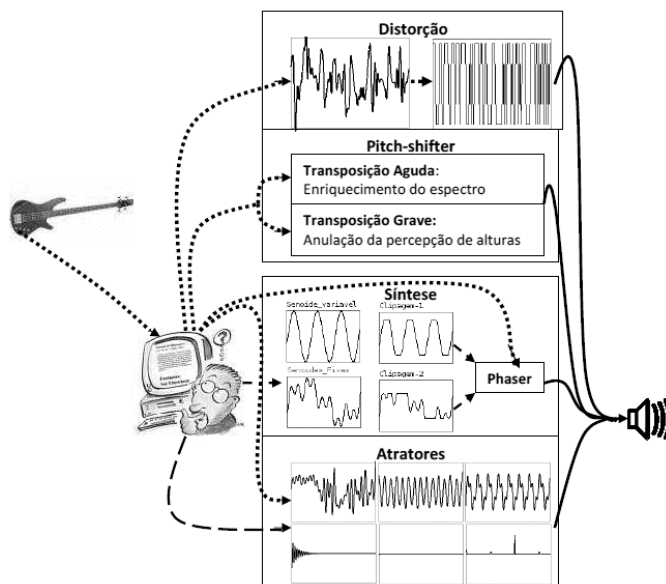 Distorção
Pitch-shifter
Transposição Aguda:
Enriquecimento do espectro
Transposição Grave:
Anulação da percepção de alturas
Síntese
Senoide_variavel
Clipagem-1
Senoides_Fixas
Clipagem-2
Phaser
Atratores
?